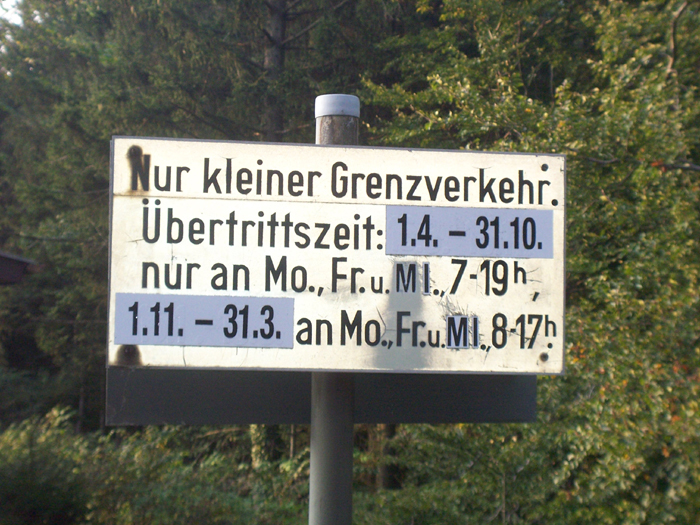 Nur kleiner Grenzverkehr.
Übertrittszeit: 1.4. – 31.10.
nur an Mo., Fr. u. MI., 7-19h,
1.11. – 31.3. an Mo., Fr. u. MI., 8-17h.